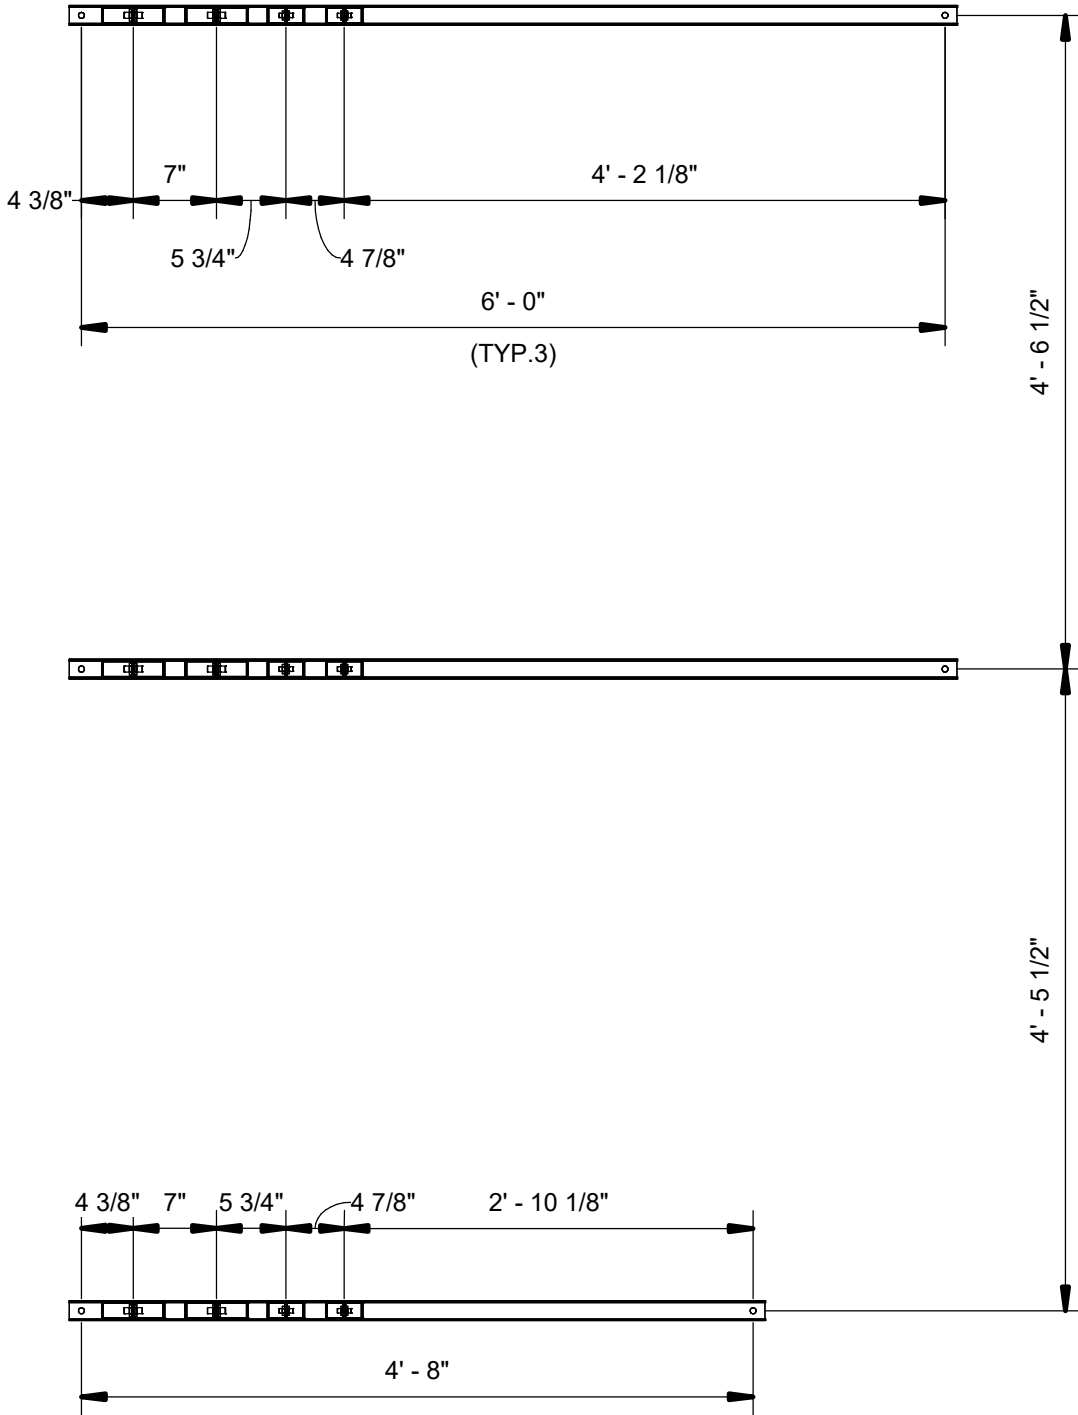 7"
4' - 2 1/8"
4 3/8"
5 3/4"
4 7/8"
6' - 0"
(TYP.3)
4' - 6 1/2"
4' - 5 1/2"
4 3/8"
7"
5 3/4"
4 7/8"
2' - 10 1/8"
4' - 8"